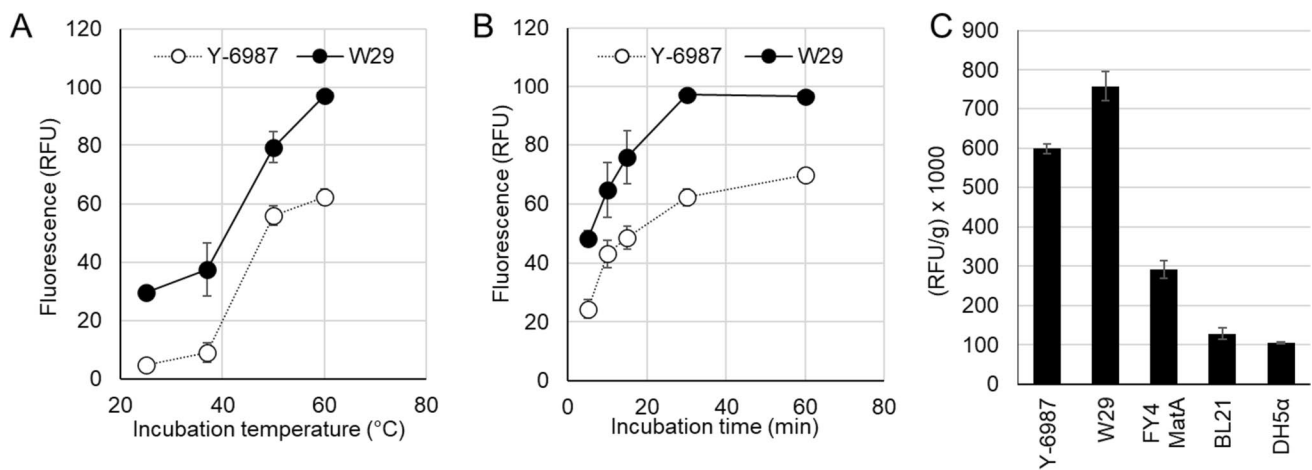 A
Y-6987 W29
Fluorescence (RFU)
120
100
80
60
40
20
0
20 40 60 80
Incubation temperature (°C)
B
Y-6987 W29
Fluorescence (RFU)
120
100
80
60
40
20
0
0 20 40 60 80
Incubation time (min)
C
(RFU/g) x 1000
900
800
700
600
500
400
300
200
100
0
Y-6987
W29
FY4
MatA
BL21
DH5α